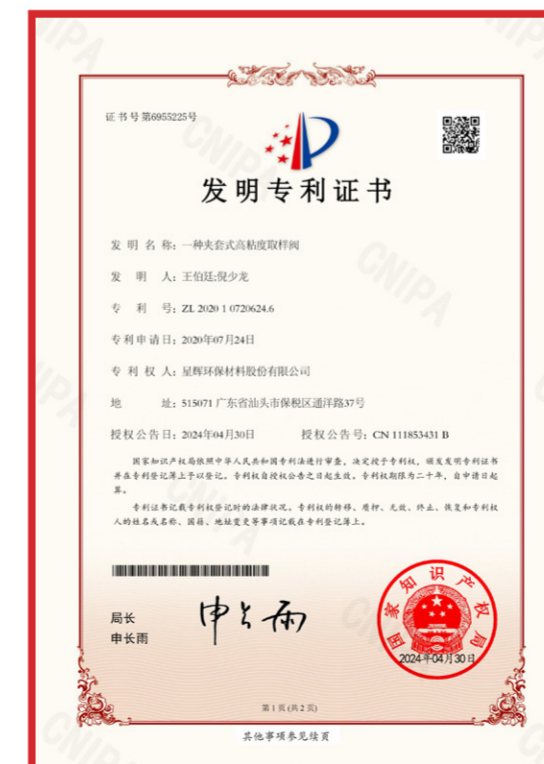 证书号第6955225号
发明专利证书
发 明 名 称：一种夹套式高粘度取样阀
发 明 人：王伯廷;倪少龙
专 利 号：ZL 2020 1 0720624.6
专利申请日：2020年07月24日
专 利 权 人：星辉环保材料股份有限公司
地 址：515071 广东省汕头市保税区通洋路37号
授权公告日：2024年04月30日 授权公告号：CN 111853431 B
国家知识产权局依照中华人民共和国专利法进行审查，决定授予专利权，颁发发明专利证书
并在专利登记簿上予以登记。专利权自授权公告之日起生效。专利权期限为二十年，自申请日起
算。
专利证书记载专利权登记时的法律状况。专利权的转移、质押、无效、终止、恢复和专利权
人的姓名或名称、国籍、地址变更等事项记载在专利登记簿上。
局长
申长雨
申长雨
国家知识产权局
2024年04月30日
第 1 页 (共 2 页)
其他事项参见续页
CNIPA
CNIPA
CNIPA
CNIPA
CNIPA
CNIPA